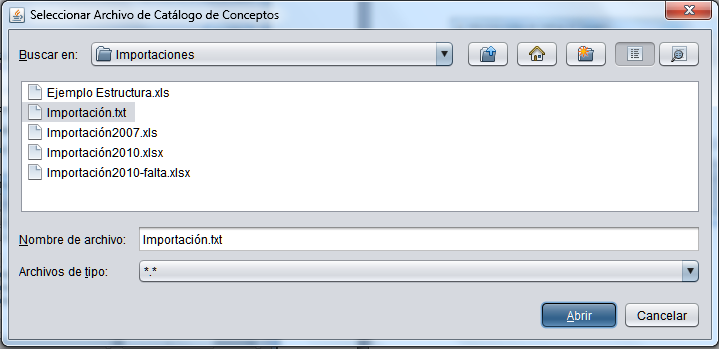 Seleccionar Archivo de Catálogo de Conceptos
Buscar en: Importaciones
Ejemplo Estructura.xls
Importación.txt
Importación2007.xls
Importación2010.xlsx
Importación2010-falta.xlsx
Nombre de archivo: Importación.txt
Archivos de tipo: *.*
Abrir Cancelar